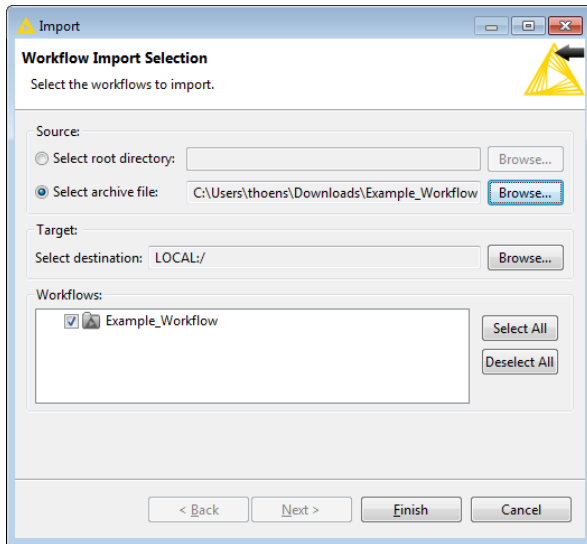 Import
Workflow Import Selection
Select the workflows to import.
Source:
Select root directory: Browse...
Select archive file: C:\Users\thoens\Downloads\Example_Workflow Browse...
Target:
Select destination: LOCAL:/ Browse...
Workflows:
Example_Workflow
Select All
Deselect All
< Back Next > Finish Cancel